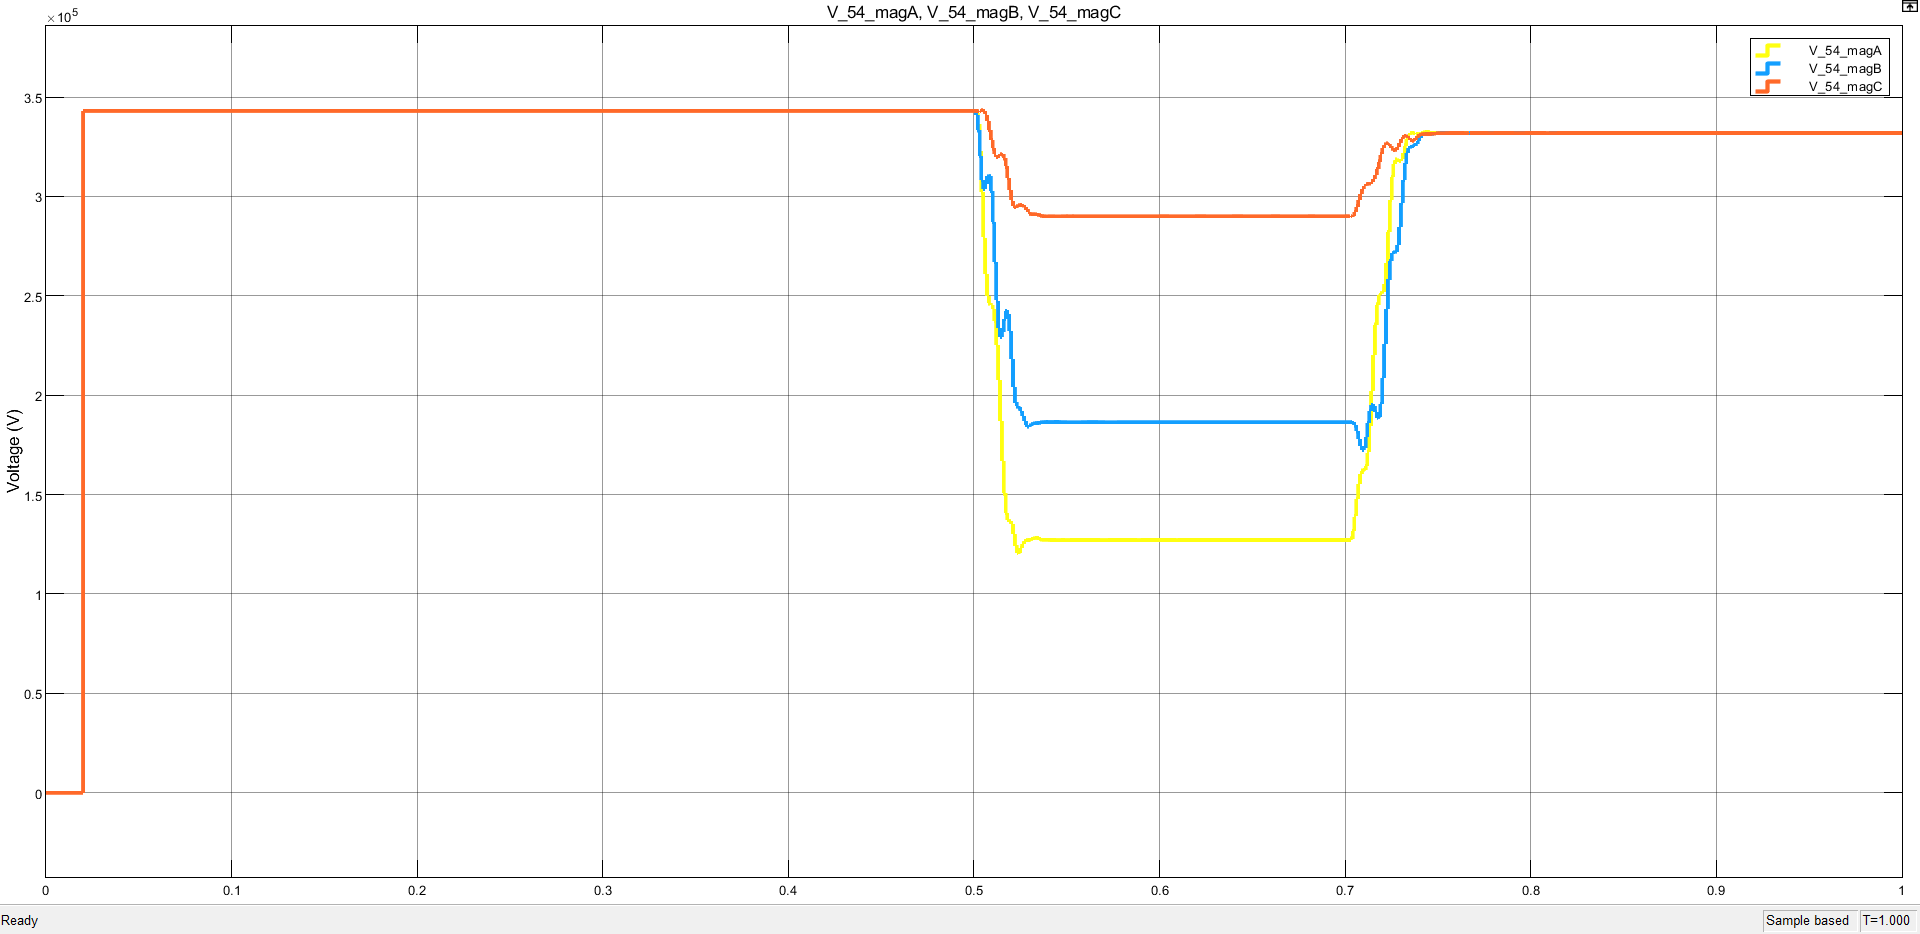 V_54_magA, V_54_magB, V_54_magC
×10⁵
V_54_magA
V_54_magB
V_54_magC
3.5
3
2.5
2
1.5
1
0.5
0
Voltage (V)
0 0.1 0.2 0.3 0.4 0.5 0.6 0.7 0.8 0.9 1
Ready Sample based T=1.000